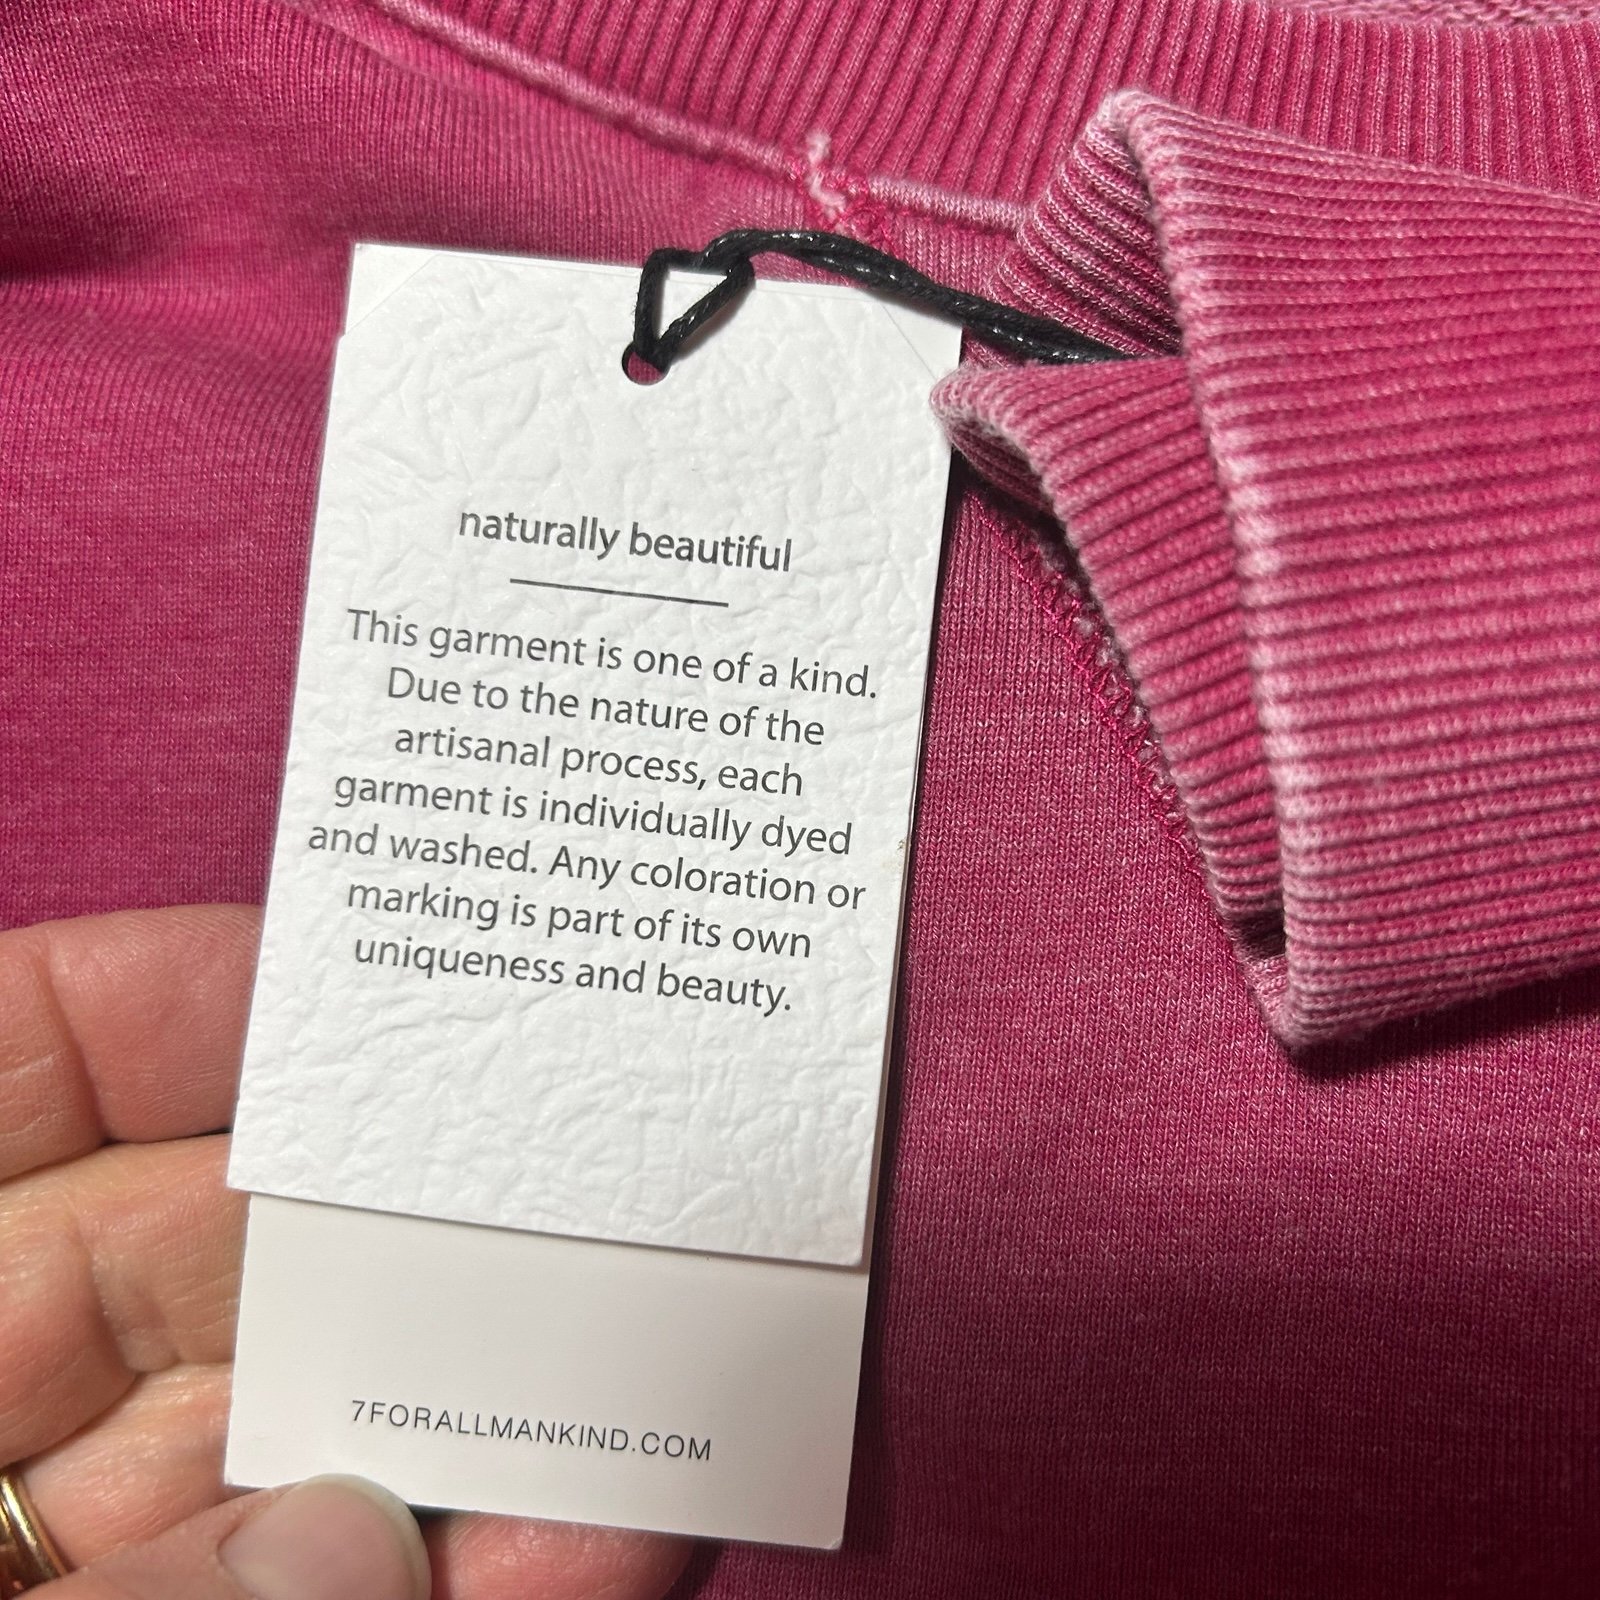 naturally beautiful
This garment is one of a kind.
Due to the nature of the
artisanal process, each
garment is individually dyed
and washed. Any coloration or
marking is part of its own
uniqueness and beauty.
7FORALLMANKIND.COM